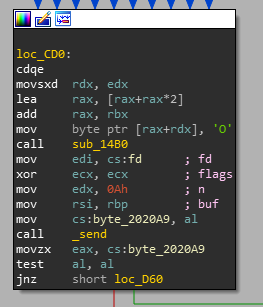 loc_CD0:
cdqe
movsxd rdx, edx
lea rax, [rax+rax*2]
add rax, rbx
mov byte ptr [rax+rdx], 'O'
call sub_14B0
mov edi, cs:fd ; fd
xor ecx, ecx ; flags
mov edx, 0Ah ; n
mov rsi, rbp ; buf
mov cs:byte_2020A9, al
call _send
movzx eax, cs:byte_2020A9
test al, al
jnz short loc_D60